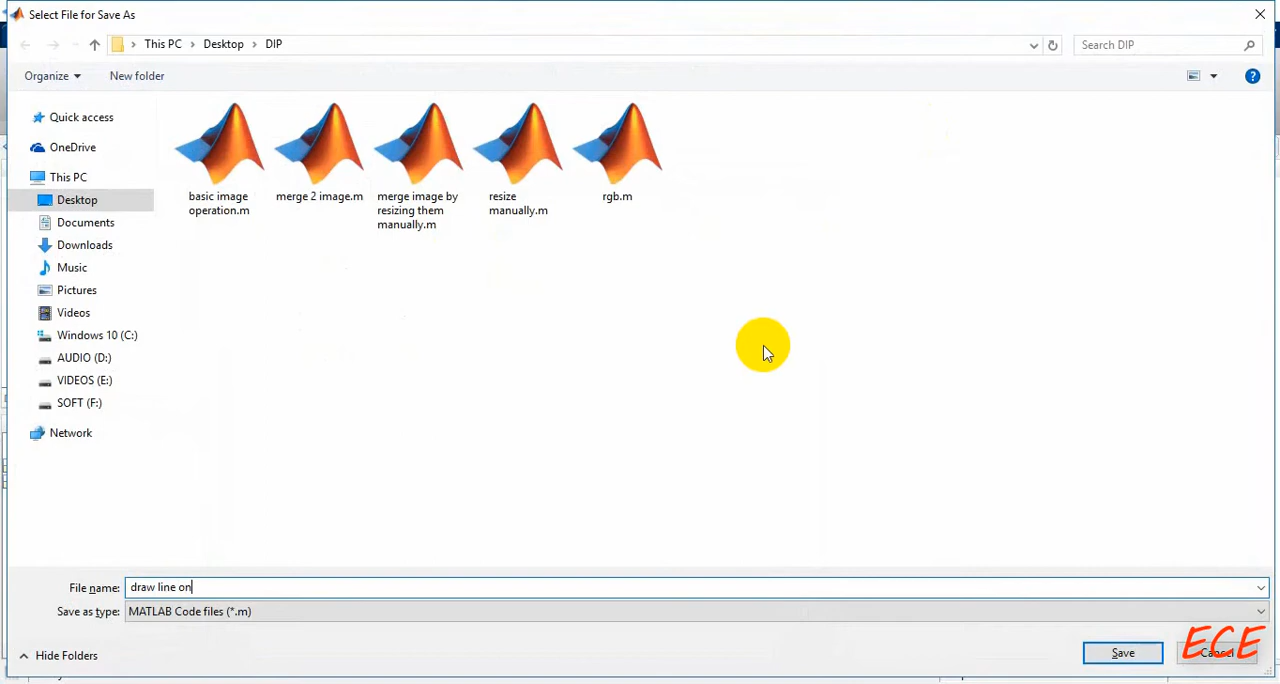 Select File for Save As
This PC > Desktop > DIP
Search DIP
Organize
New folder
Quick access
OneDrive
This PC
Desktop
Documents
Downloads
Music
Pictures
Videos
Windows 10 (C:)
AUDIO (D:)
VIDEOS (E:)
SOFT (F:)
Network
basic image
operation.m
merge 2 image.m
merge image by
resizing them
manually.m
resize
manually.m
rgb.m
File name: draw line on
Save as type: MATLAB Code files (*.m)
Hide Folders
Save
Cancel
ECE